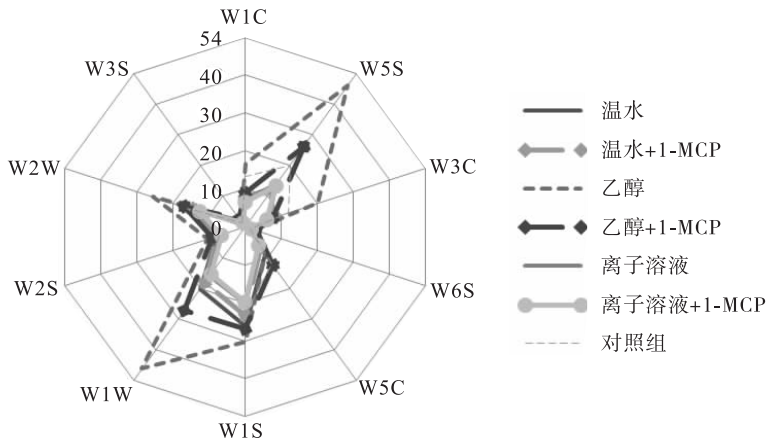 W1C
54
W3S
W5S
40
30
20
W2W
W3C
10
0
W2S
W6S
W1W
W5C
W1S
温水
温水+1-MCP
乙醇
乙醇+1-MCP
离子溶液
离子溶液+1-MCP
对照组